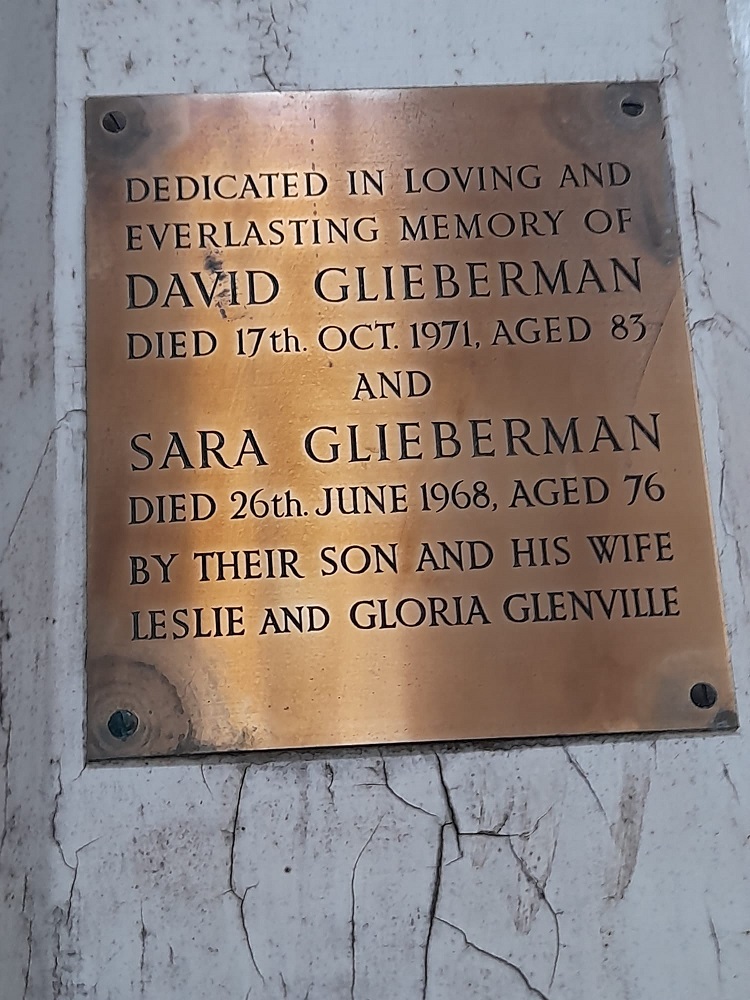 DEDICATED IN LOVING AND
EVERLASTING MEMORY OF
DAVID GLIEBERMAN
DIED 17th. OCT. 1971, AGED 83
AND
SARA GLIEBERMAN
DIED 26th. JUNE 1968, AGED 76
BY THEIR SON AND HIS WIFE
LESLIE AND GLORIA GLENVILLE